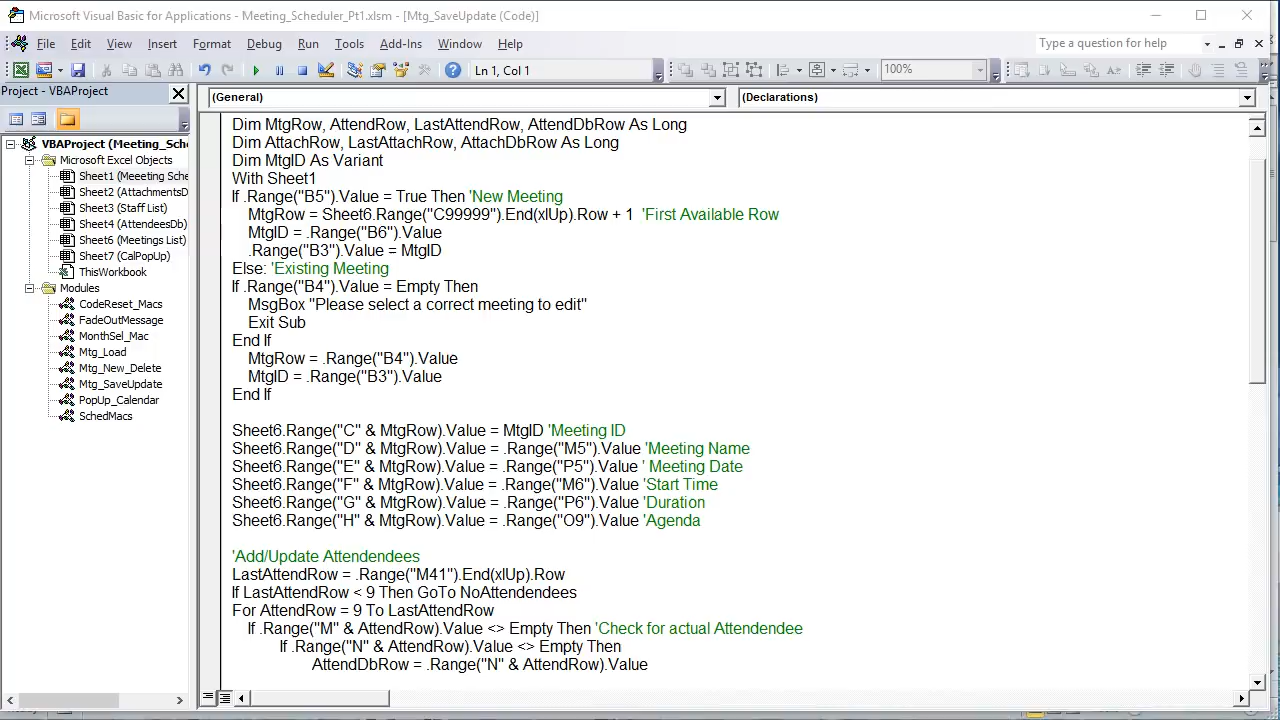 Microsoft Visual Basic for Applications - Meeting_Scheduler_Pt1.xlsm - [Mtg_SaveUpdate (Code)]
File Edit View Insert Format Debug Run Tools Add-Ins Window Help
Type a question for help
Ln 1, Col 1
100%
Project - VBAProject
(General)
(Declarations)
VBAProject (Meeting_Sche
Microsoft Excel Objects
Sheet1 (Meeeting Sche
Sheet2 (AttachmentsD
Sheet3 (Staff List)
Sheet4 (AttendeesDb)
Sheet6 (Meetings List)
Sheet7 (CalPopUp)
ThisWorkbook
Modules
CodeReset_Macs
FadeOutMessage
MonthSel_Mac
Mtg_Load
Mtg_New_Delete
Mtg_SaveUpdate
PopUp_Calendar
SchedMacs
Dim MtgRow, AttendRow, LastAttendRow, AttendDbRow As Long
Dim AttachRow, LastAttachRow, AttachDbRow As Long
Dim MtgID As Variant
With Sheet1
If .Range("B5").Value = True Then 'New Meeting
MtgRow = Sheet6.Range("C99999").End(xlUp).Row + 1 'First Available Row
MtgID = .Range("B6").Value
.Range("B3").Value = MtgID
Else: 'Existing Meeting
If .Range("B4").Value = Empty Then
MsgBox "Please select a correct meeting to edit"
Exit Sub
End If
MtgRow = .Range("B4").Value
MtgID = .Range("B3").Value
End If
Sheet6.Range("C" & MtgRow).Value = MtgID 'Meeting ID
Sheet6.Range("D" & MtgRow).Value = .Range("M5").Value 'Meeting Name
Sheet6.Range("E" & MtgRow).Value = .Range("P5").Value ' Meeting Date
Sheet6.Range("F" & MtgRow).Value = .Range("M6").Value 'Start Time
Sheet6.Range("G" & MtgRow).Value = .Range("P6").Value 'Duration
Sheet6.Range("H" & MtgRow).Value = .Range("O9").Value 'Agenda
'Add/Update Attendendees
LastAttendRow = .Range("M41").End(xlUp).Row
If LastAttendRow < 9 Then GoTo NoAttendendees
For AttendRow = 9 To LastAttendRow
If .Range("M" & AttendRow).Value <> Empty Then 'Check for actual Attendendee
If .Range("N" & AttendRow).Value <> Empty Then
AttendDbRow = .Range("N" & AttendRow).Value